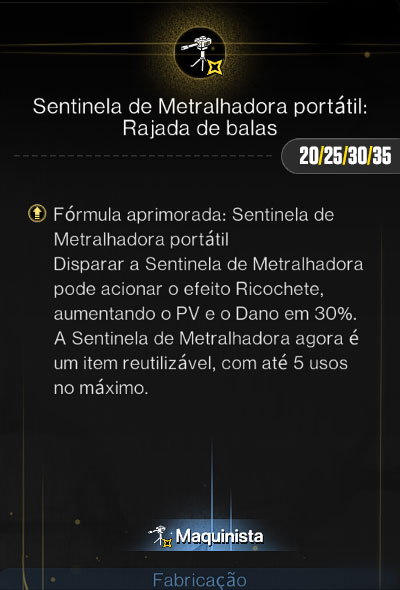 Sentinela de Metralhadora portátil:
Rajada de balas
20/25/30/35
Fórmula aprimorada: Sentinela de
Metralhadora portátil
Disparar a Sentinela de Metralhadora
pode acionar o efeito Ricochete,
aumentando o PV e o Dano em 30%.
A Sentinela de Metralhadora agora é
um item reutilizável, com até 5 usos
no máximo.
Maquinista
Fabricação